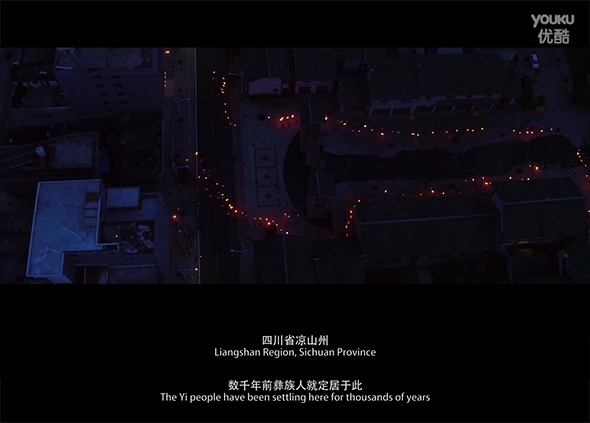 YOUKU
优酷
四川省凉山州
Liangshan Region, Sichuan Province
数千年前彝族人就定居于此
The Yi people have been settling here for thousands of years